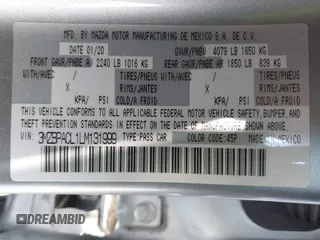 MFD. BY MAZDA MOTOR MANUFACTURING DE MEXICO S.A. DE C.V.
DATE 01/20 GVWR/PNBV 4079 LB 1850 KG
FRONT GAWR/PNBE AV 2240 LB 1016 KG REAR GAWR/PNBE AR 1850 LB 839 KG
WITH/AVEC TIRES/PNEUS WITH/AVEC TIRES/PNEUS
X RIMS/JANTES X RIMS/JANTES
X KPA/ PSI COLD/A FROID X KPA/ PSI COLD/A FROID
THIS VEHICLE CONFORMS TO ALL APPLICABLE FEDERAL
MOTOR VEHICLE SAFETY, BUMPER, AND
THEFT PREVENTION STANDARDS IN EFFECT ON THE
DATE OF MANUFACTURE SHOWN ABOVE.
3MZBPACL1LM131999 TYPE: PASS CAR COLOR CODE: 45P MADE IN MEXICO
DREAMBID